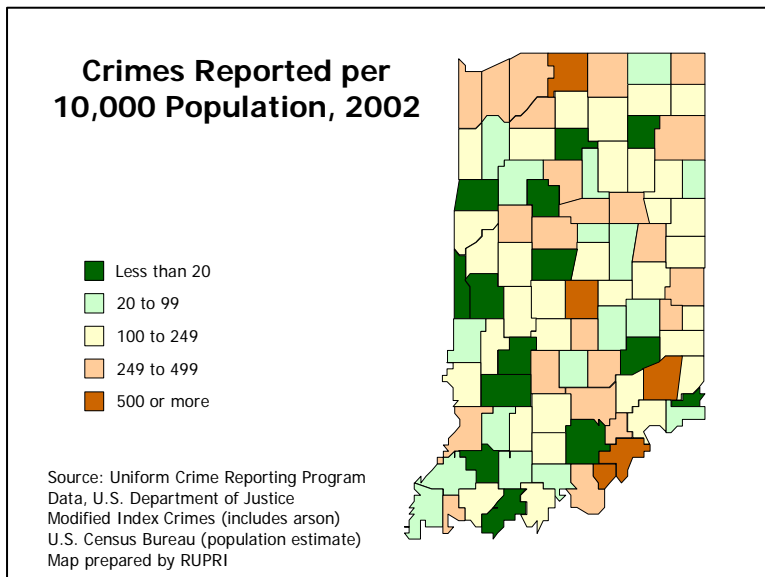 Crimes Reported per
10,000 Population, 2002
Less than 20
20 to 99
100 to 249
249 to 499
500 or more
Source: Uniform Crime Reporting Program
Data, U.S. Department of Justice
Modified Index Crimes (includes arson)
U.S. Census Bureau (population estimate)
Map prepared by RUPRI